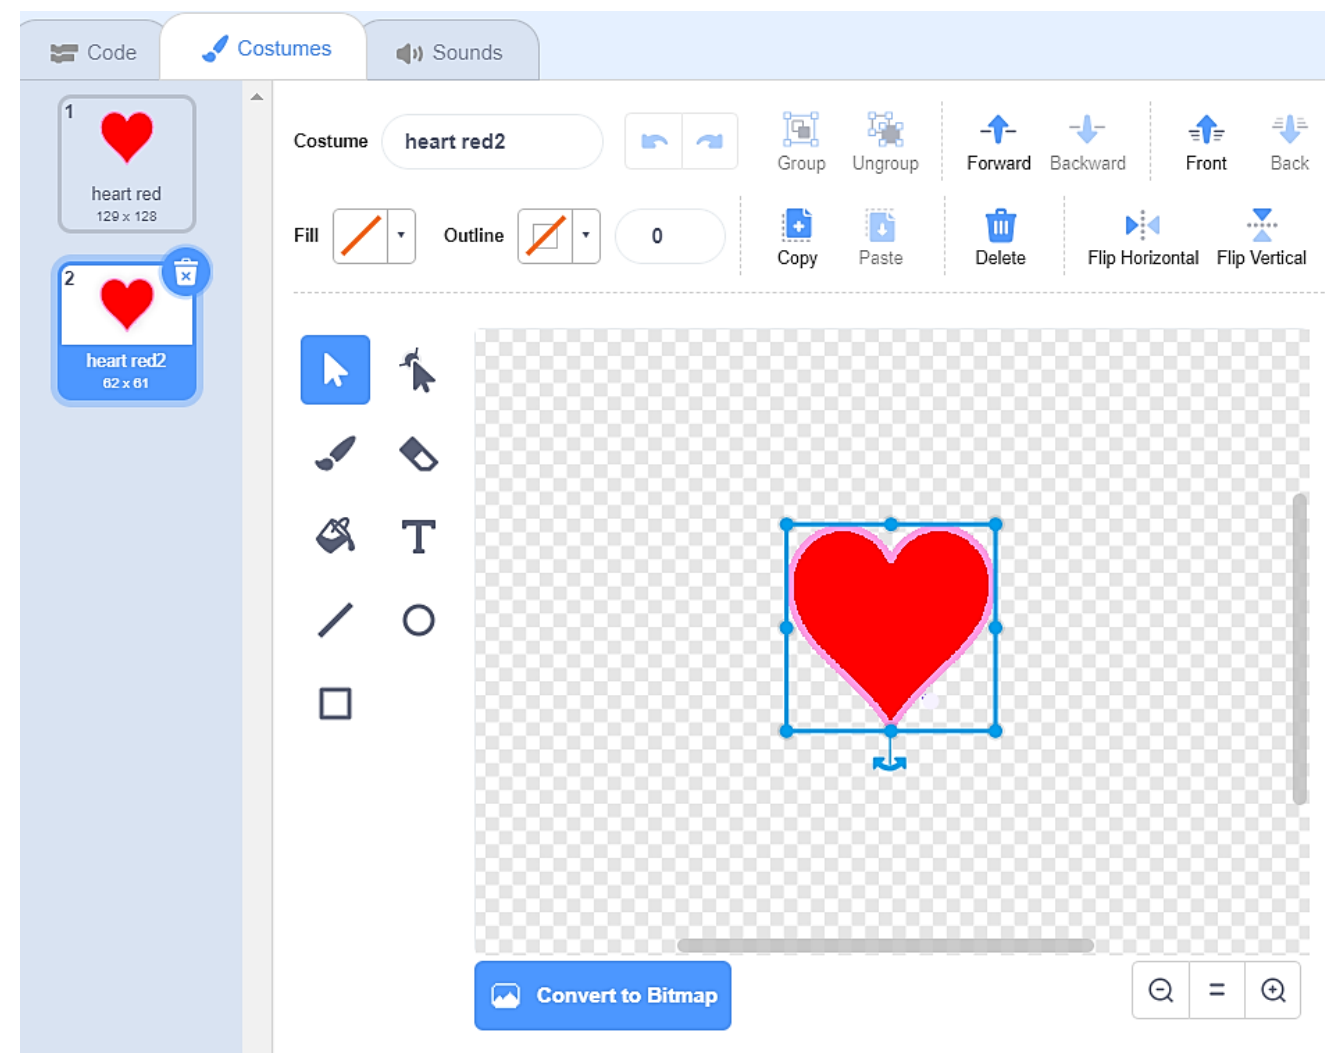 Code
Costumes
Sounds
1
heart red
129 x 128
2
heart red2
62 x 61
Costume
heart red2
Group
Ungroup
Forward
Backward
Front
Back
Fill
Outline
0
Copy
Paste
Delete
Flip Horizontal
Flip Vertical
T
Convert to Bitmap
=